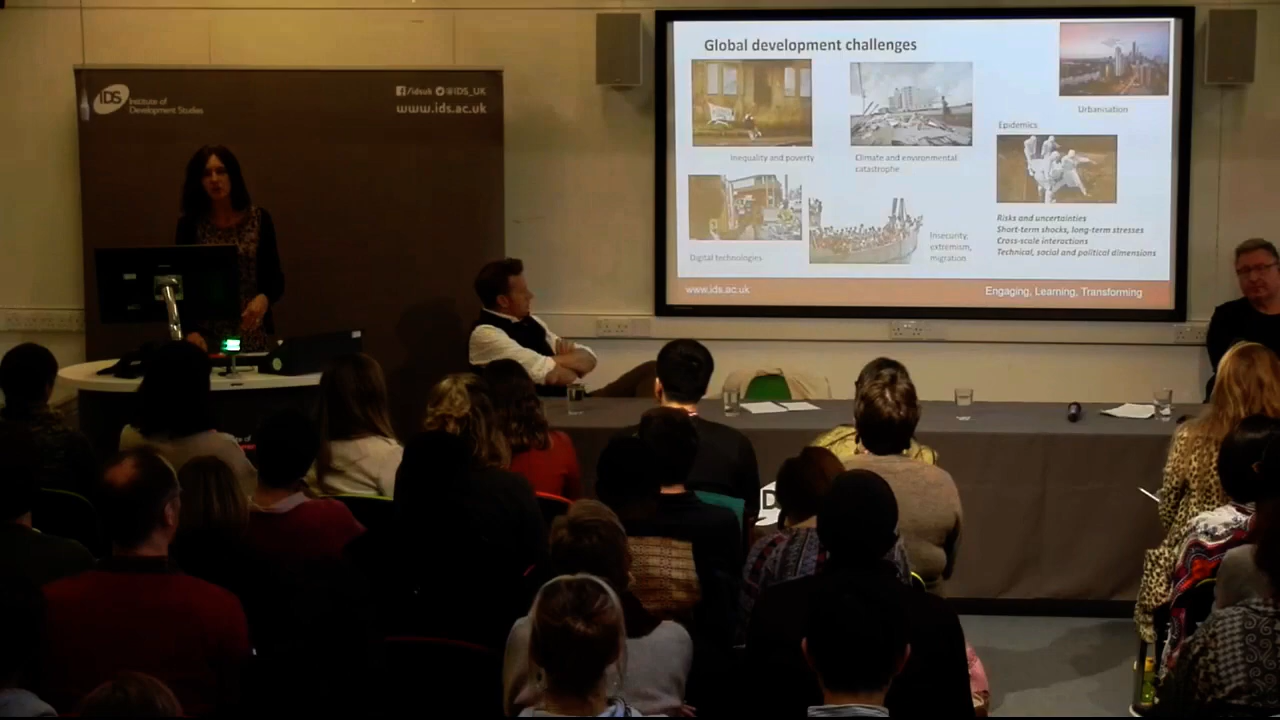 IDS
Institute of
Development Studies
/idsuk @IDS_UK
www.ids.ac.uk
Global development challenges
Urbanisation
Epidemics
Inequality and poverty
Climate and environmental
catastrophe
Digital technologies
Insecurity,
extremism,
migration
Risks and uncertainties
Short-term shocks, long-term stresses
Cross-scale interactions
Technical, social and political dimensions
www.ids.ac.uk
Engaging, Learning, Transforming